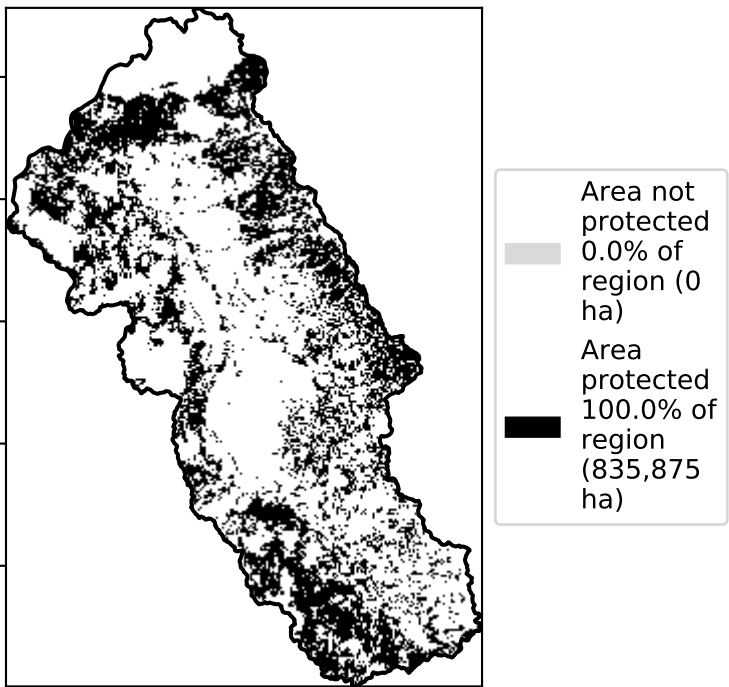 Area not
protected
0.0% of
region (0
ha)
Area
protected
100.0% of
region
(835,875
ha)